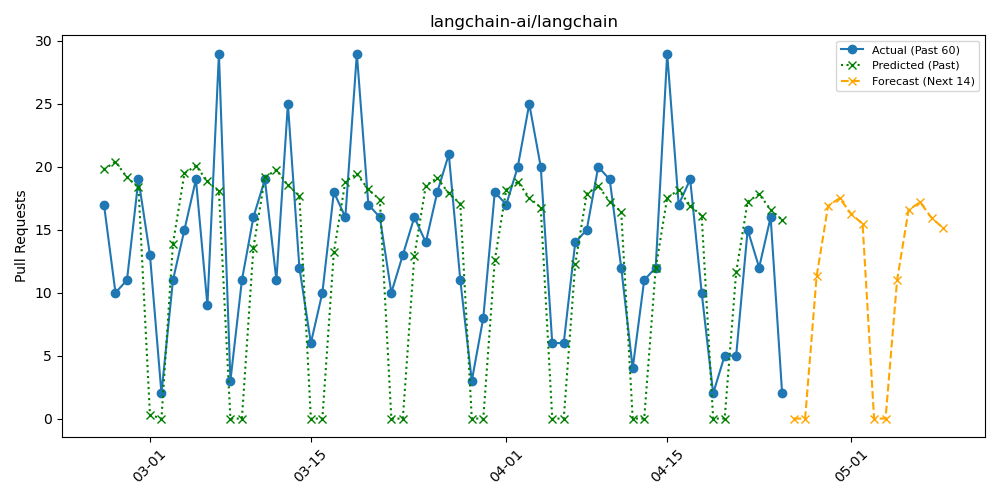 langchain-ai/langchain
Pull Requests
30
25
20
15
10
5
0
Actual (Past 60)
Predicted (Past)
Forecast (Next 14)
03-01
03-15
04-01
04-15
05-01